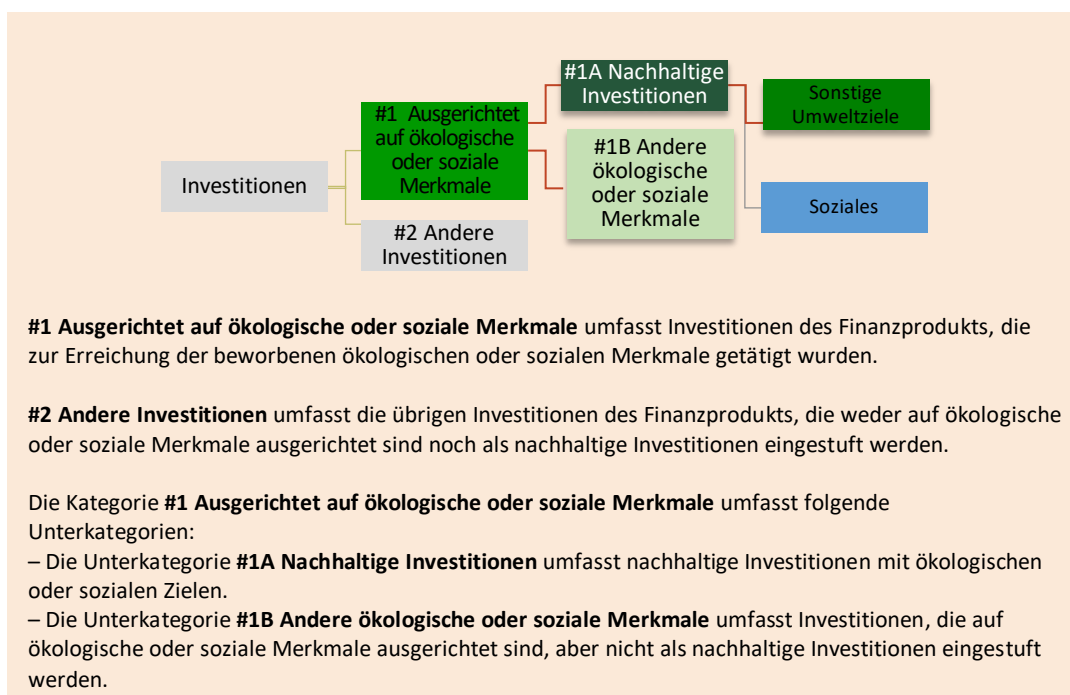 #1A Nachhaltige
Investitionen
Sonstige
Umweltziele
#1 Ausgerichtet
auf ökologische
oder soziale
Merkmale
#1B Andere
ökologische
oder soziale
Merkmale
Investitionen
Soziales
#2 Andere
Investitionen
#1 Ausgerichtet auf ökologische oder soziale Merkmale umfasst Investitionen des Finanzprodukts, die
zur Erreichung der beworbenen ökologischen oder sozialen Merkmale getätigt wurden.
#2 Andere Investitionen umfasst die übrigen Investitionen des Finanzprodukts, die weder auf ökologische
oder soziale Merkmale ausgerichtet sind noch als nachhaltige Investitionen eingestuft werden.
Die Kategorie #1 Ausgerichtet auf ökologische oder soziale Merkmale umfasst folgende
Unterkategorien:
– Die Unterkategorie #1A Nachhaltige Investitionen umfasst nachhaltige Investitionen mit ökologischen
oder sozialen Zielen.
– Die Unterkategorie #1B Andere ökologische oder soziale Merkmale umfasst Investitionen, die auf
ökologische oder soziale Merkmale ausgerichtet sind, aber nicht als nachhaltige Investitionen eingestuft
werden.